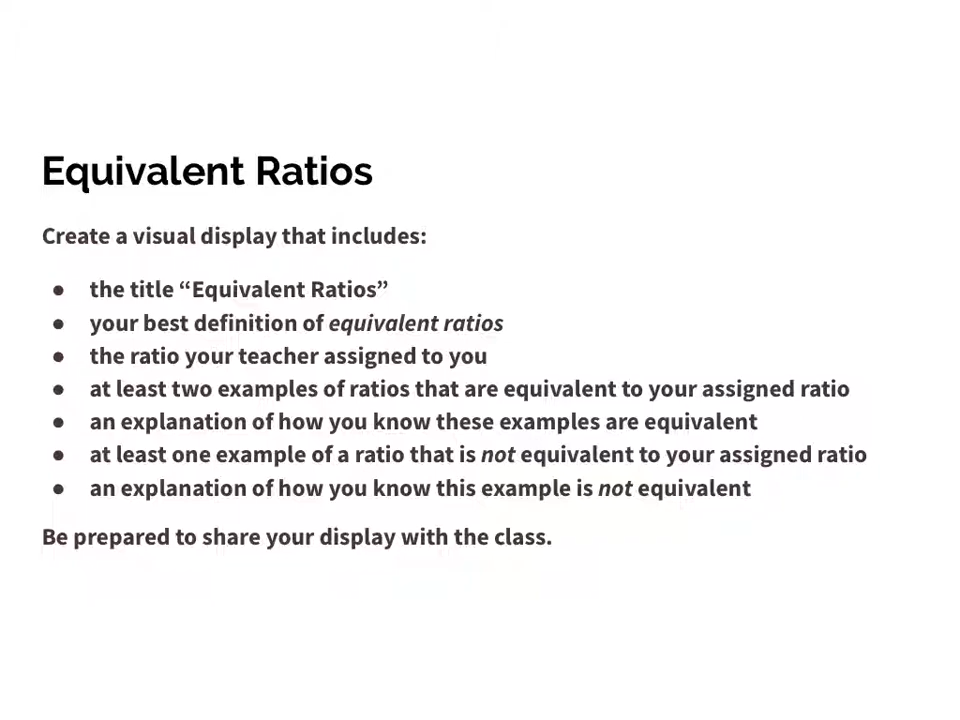 Equivalent Ratios
Create a visual display that includes:
● the title “Equivalent Ratios”
● your best definition of equivalent ratios
● the ratio your teacher assigned to you
● at least two examples of ratios that are equivalent to your assigned ratio
● an explanation of how you know these examples are equivalent
● at least one example of a ratio that is not equivalent to your assigned ratio
● an explanation of how you know this example is not equivalent
Be prepared to share your display with the class.